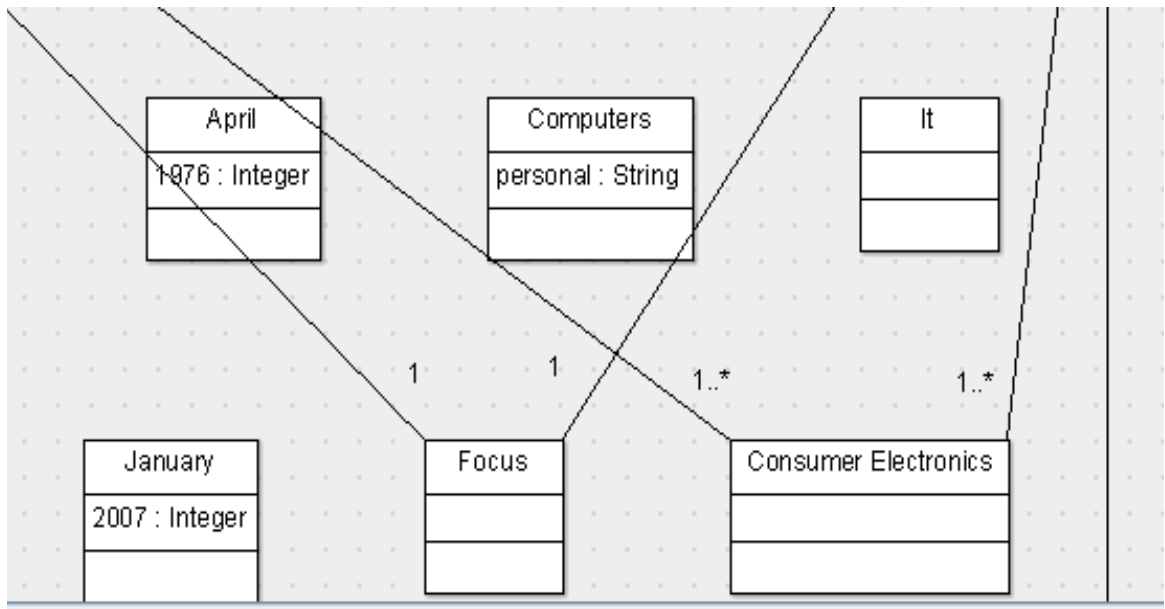 April
1976 : Integer
Computers
personal : String
It
1
1
1..*
1..*
January
2007 : Integer
Focus
Consumer Electronics